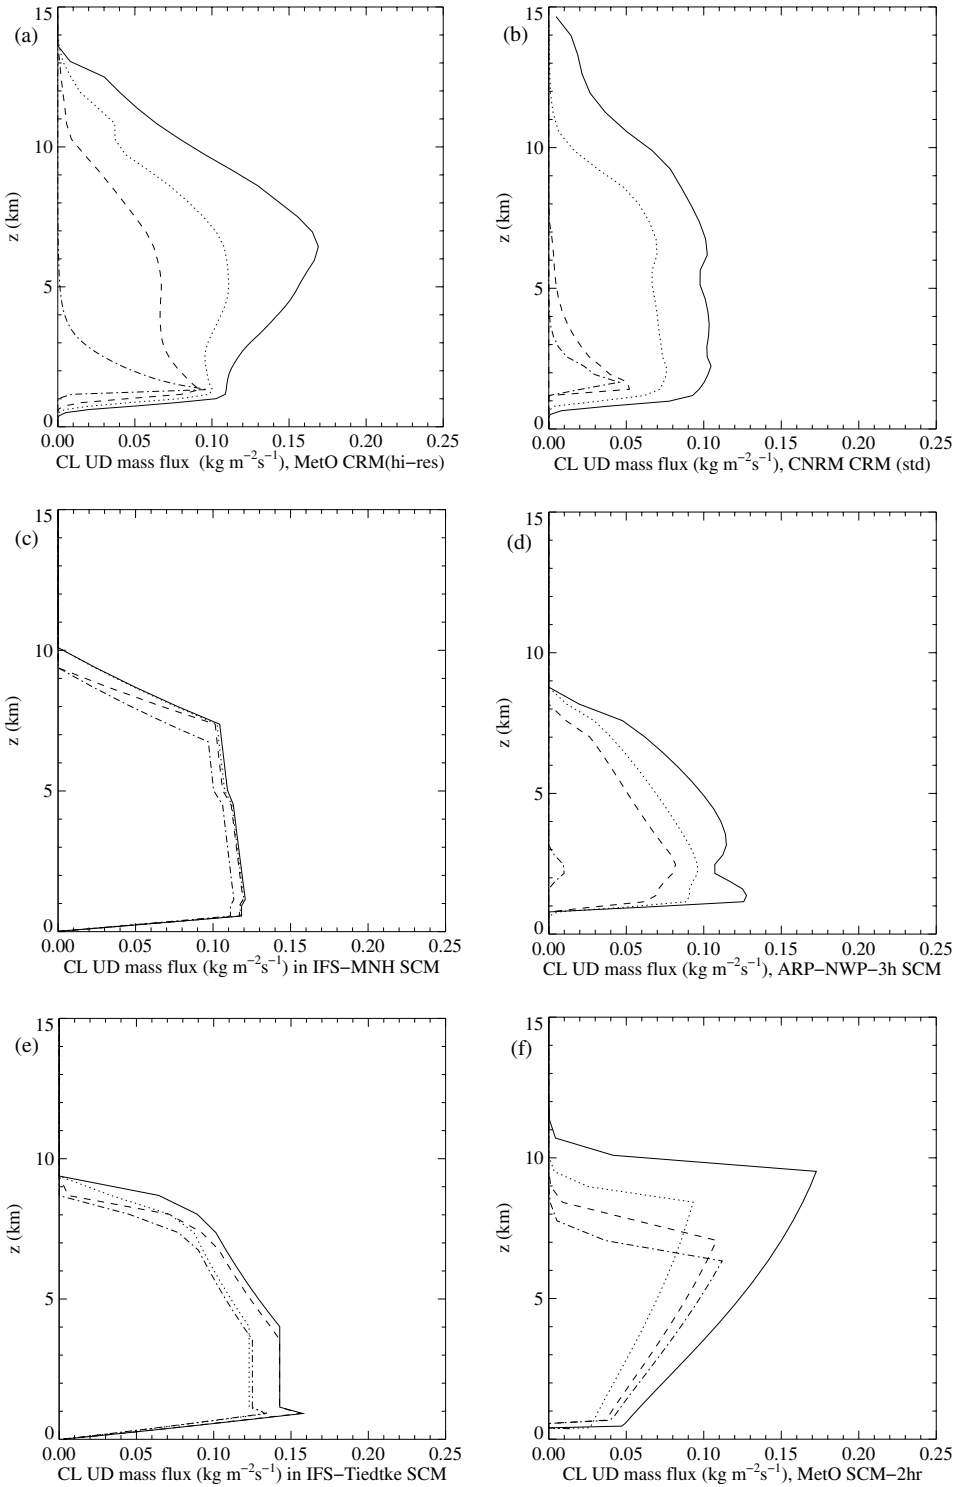 (a)
15
10
5
0
z (km)
0.00 0.05 0.10 0.15 0.20 0.25
CL UD mass flux (kg m−2s−1), MetO CRM(hi−res)
(b)
15
10
5
0
z (km)
0.00 0.05 0.10 0.15 0.20 0.25
CL UD mass flux (kg m−2s−1), CNRM CRM (std)
(c)
15
10
5
0
z (km)
0.00 0.05 0.10 0.15 0.20 0.25
CL UD mass flux (kg m−2s−1) in IFS−MNH SCM
(d)
15
10
5
0
z (km)
0.00 0.05 0.10 0.15 0.20 0.25
CL UD mass flux (kg m−2s−1), ARP−NWP−3h SCM
(e)
15
10
5
0
z (km)
0.00 0.05 0.10 0.15 0.20 0.25
CL UD mass flux (kg m−2s−1) in IFS−Tiedtke SCM
(f)
15
10
5
0
z (km)
0.00 0.05 0.10 0.15 0.20 0.25
CL UD mass flux (kg m−2s−1), MetO SCM−2hr